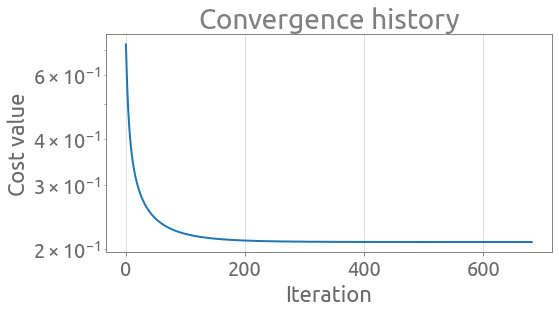 Convergence history
Cost value
6 × 10⁻¹
4 × 10⁻¹
3 × 10⁻¹
2 × 10⁻¹
0 200 400 600
Iteration